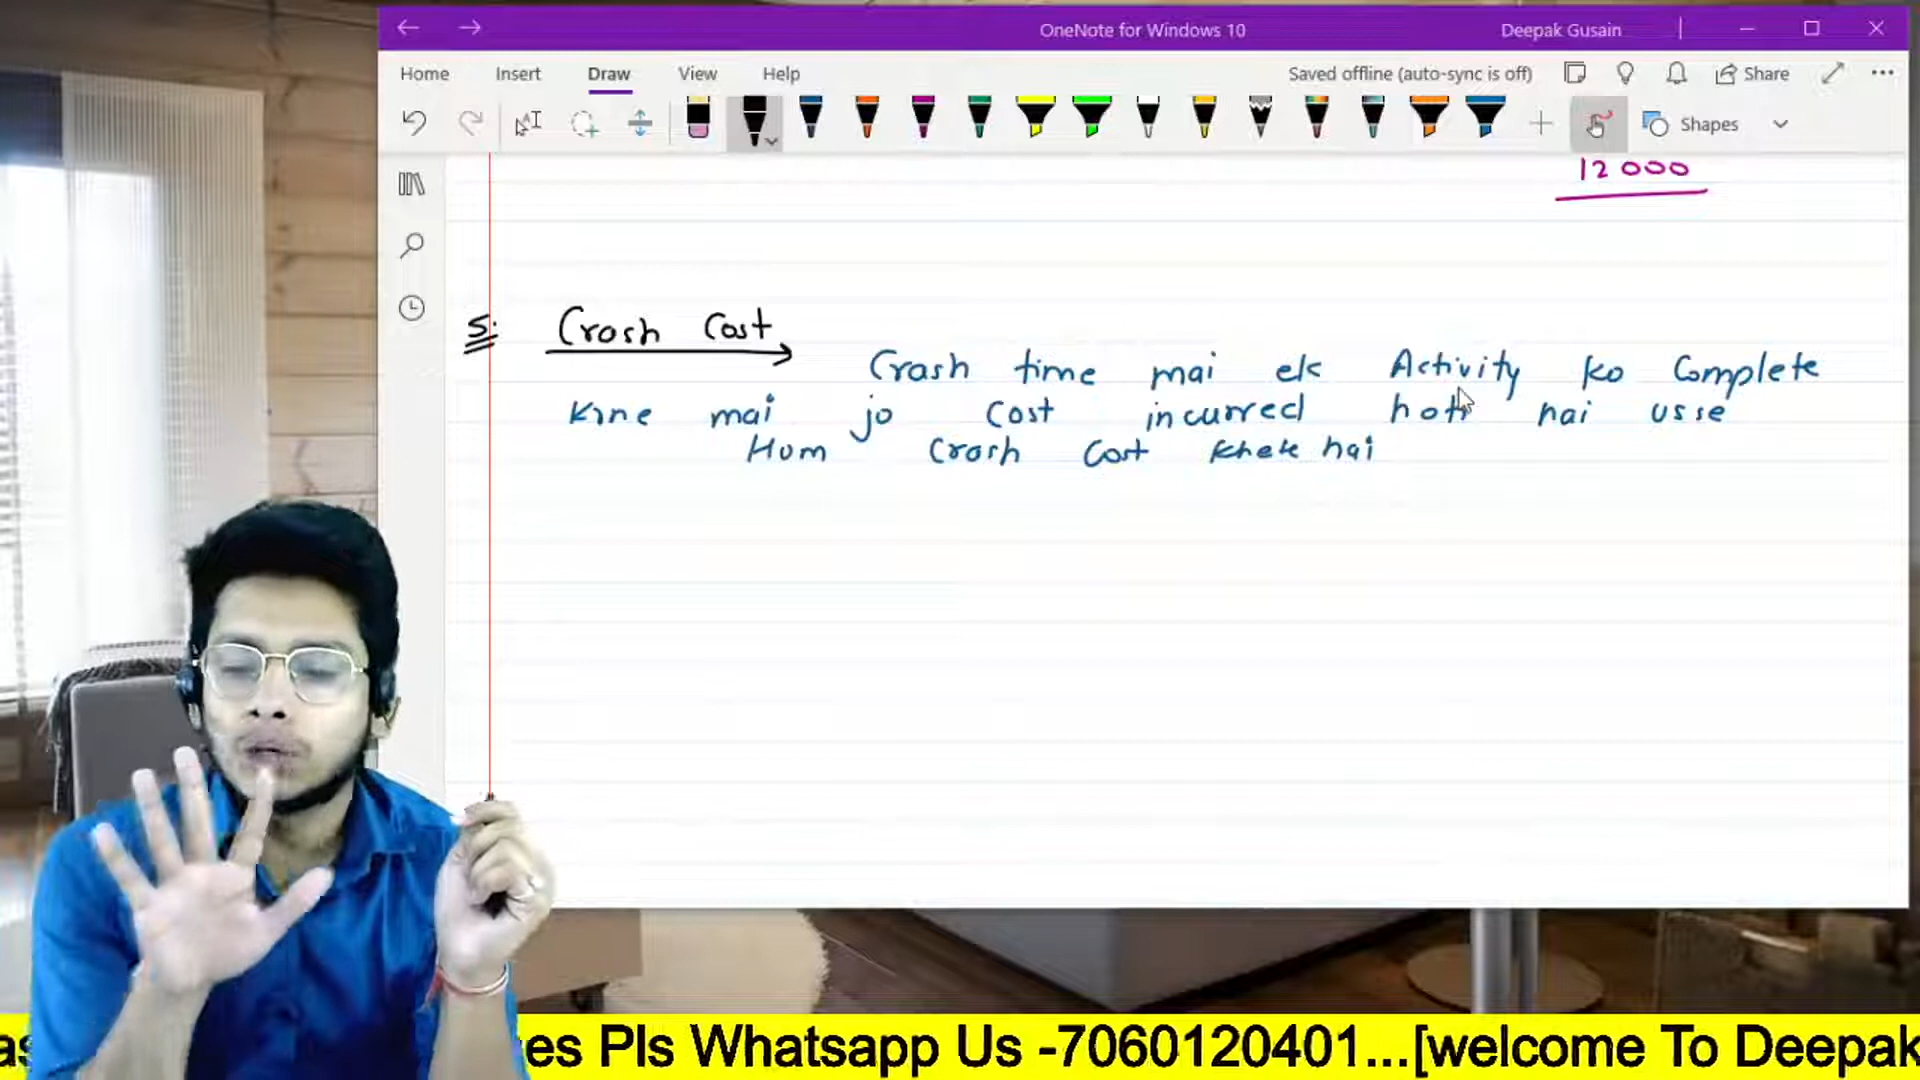 OneNote for Windows 10
Deepak Gusain
Home Insert Draw View Help
Saved offline (auto-sync is off)
Share
Shapes
12 000
5. Crash Cost
Crash time mai ek Activity ko Complete
Krne mai jo Cost incurred hoti hai usse
Hum Crash Cost khete hai
es Pls Whatsapp Us -7060120401...[welcome To Deepak